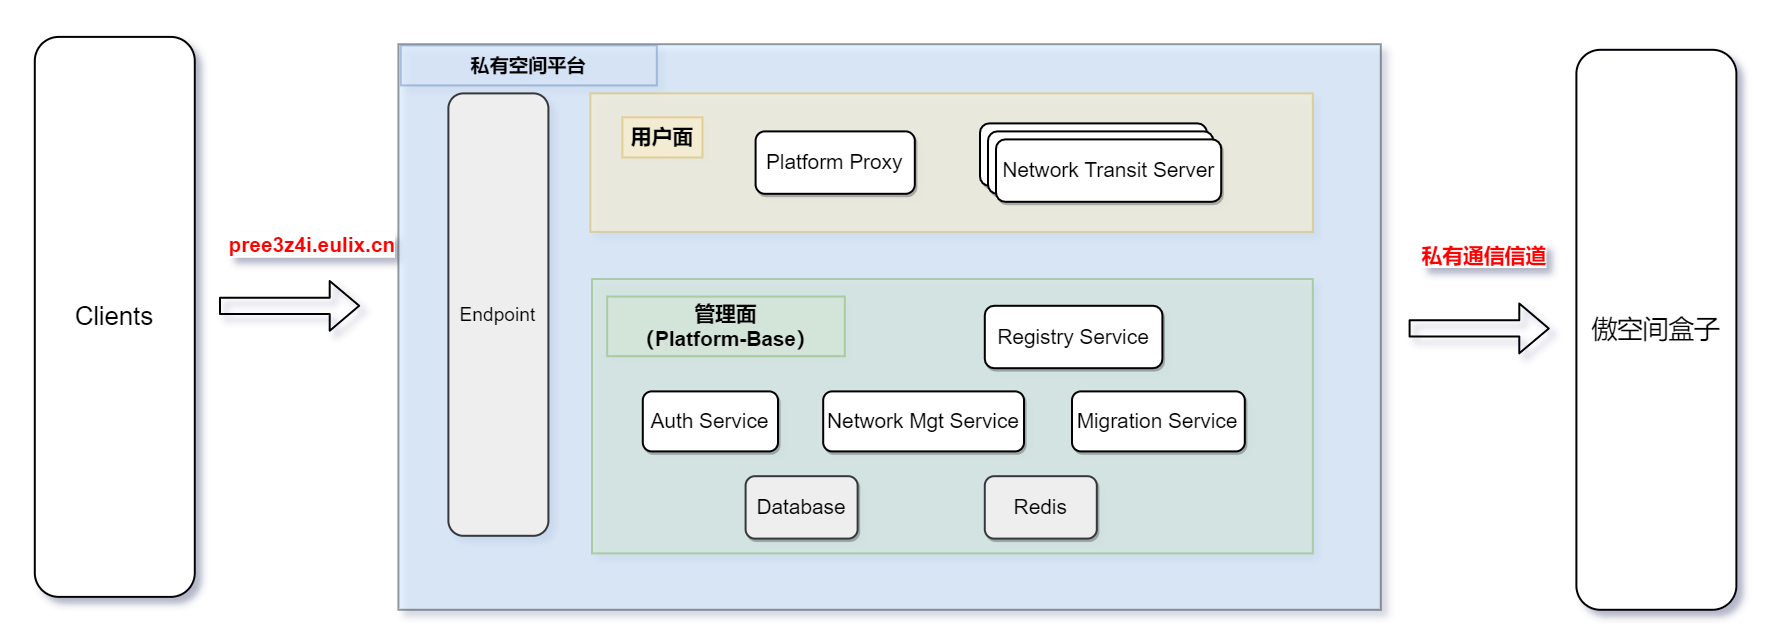 Clients
pree3z4i.eulix.cn
私有空间平台
Endpoint
用户面
Platform Proxy
Network Transit Server
管理面
（Platform-Base）
Registry Service
Auth Service
Network Mgt Service
Migration Service
Database
Redis
私有通信信道
傲空间盒子